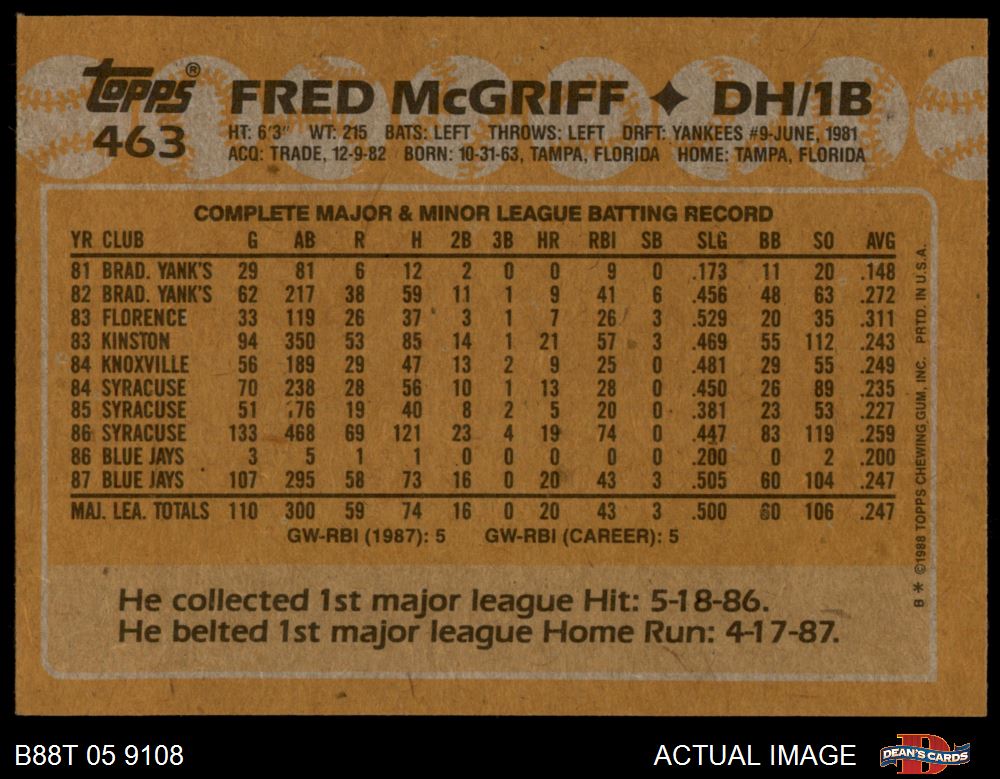 topps® FRED McGRIFF ✦ DH/1B
463 HT: 6'3" WT: 215 BATS: LEFT THROWS: LEFT DRFT: YANKEES #9-JUNE, 1981
ACQ: TRADE, 12-9-82 BORN: 10-31-63, TAMPA, FLORIDA HOME: TAMPA, FLORIDA
COMPLETE MAJOR & MINOR LEAGUE BATTING RECORD
YR CLUB G AB R H 2B 3B HR RBI SB SLG BB SO AVG
81 BRAD. YANK'S 29 81 6 12 2 0 0 9 0 .173 11 20 .148
82 BRAD. YANK'S 62 217 38 59 11 1 9 41 6 .456 48 63 .272
83 FLORENCE 33 119 26 37 3 1 7 26 3 .529 20 35 .311
83 KINSTON 94 350 53 85 14 1 21 57 3 .469 55 112 .243
84 KNOXVILLE 56 189 29 47 13 2 9 25 0 .481 29 55 .249
84 SYRACUSE 70 238 28 56 10 1 13 28 0 .450 26 89 .235
85 SYRACUSE 51 176 19 40 8 2 5 20 0 .381 23 53 .227
86 SYRACUSE 133 468 69 121 23 4 19 74 0 .447 83 119 .259
86 BLUE JAYS 3 5 1 1 0 0 0 0 0 .200 0 2 .200
87 BLUE JAYS 107 295 58 73 16 0 20 43 3 .505 60 104 .247
MAJ. LEA. TOTALS 110 300 59 74 16 0 20 43 3 .500 60 106 .247
GW-RBI (1987): 5 GW-RBI (CAREER): 5
He collected 1st major league Hit: 5-18-86.
He belted 1st major league Home Run: 4-17-87.
B* ©1988 TOPPS CHEWING GUM, INC. PRTD. IN U.S.A.
B88T 05 9108 ACTUAL IMAGE DEAN'S CARDS